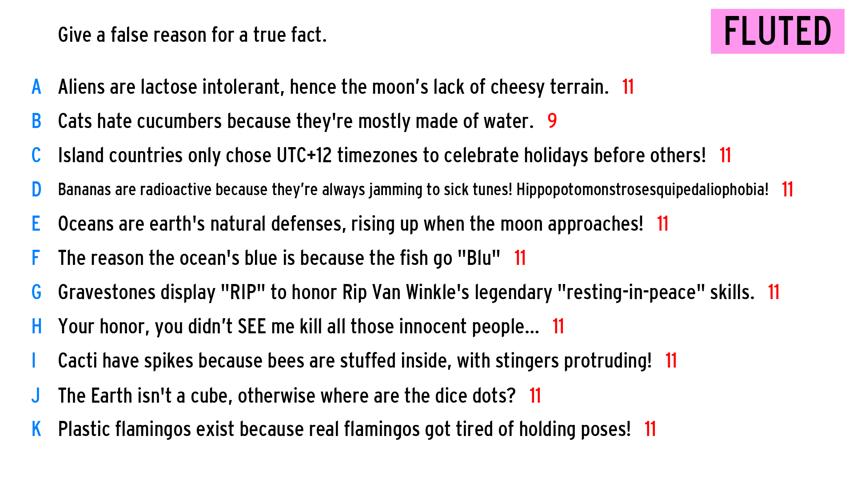 Give a false reason for a true fact.
FLUTED
A Aliens are lactose intolerant, hence the moon's lack of cheesy terrain. 11
B Cats hate cucumbers because they're mostly made of water. 9
C Island countries only chose UTC+12 timezones to celebrate holidays before others! 11
D Bananas are radioactive because they're always jamming to sick tunes! Hippopotomonstrosesquipedaliophobia! 11
E Oceans are earth's natural defenses, rising up when the moon approaches! 11
F The reason the ocean's blue is because the fish go "Blu" 11
G Gravestones display "RIP" to honor Rip Van Winkle's legendary "resting-in-peace" skills. 11
H Your honor, you didn't SEE me kill all those innocent people... 11
I Cacti have spikes because bees are stuffed inside, with stingers protruding! 11
J The Earth isn't a cube, otherwise where are the dice dots? 11
K Plastic flamingos exist because real flamingos got tired of holding poses! 11